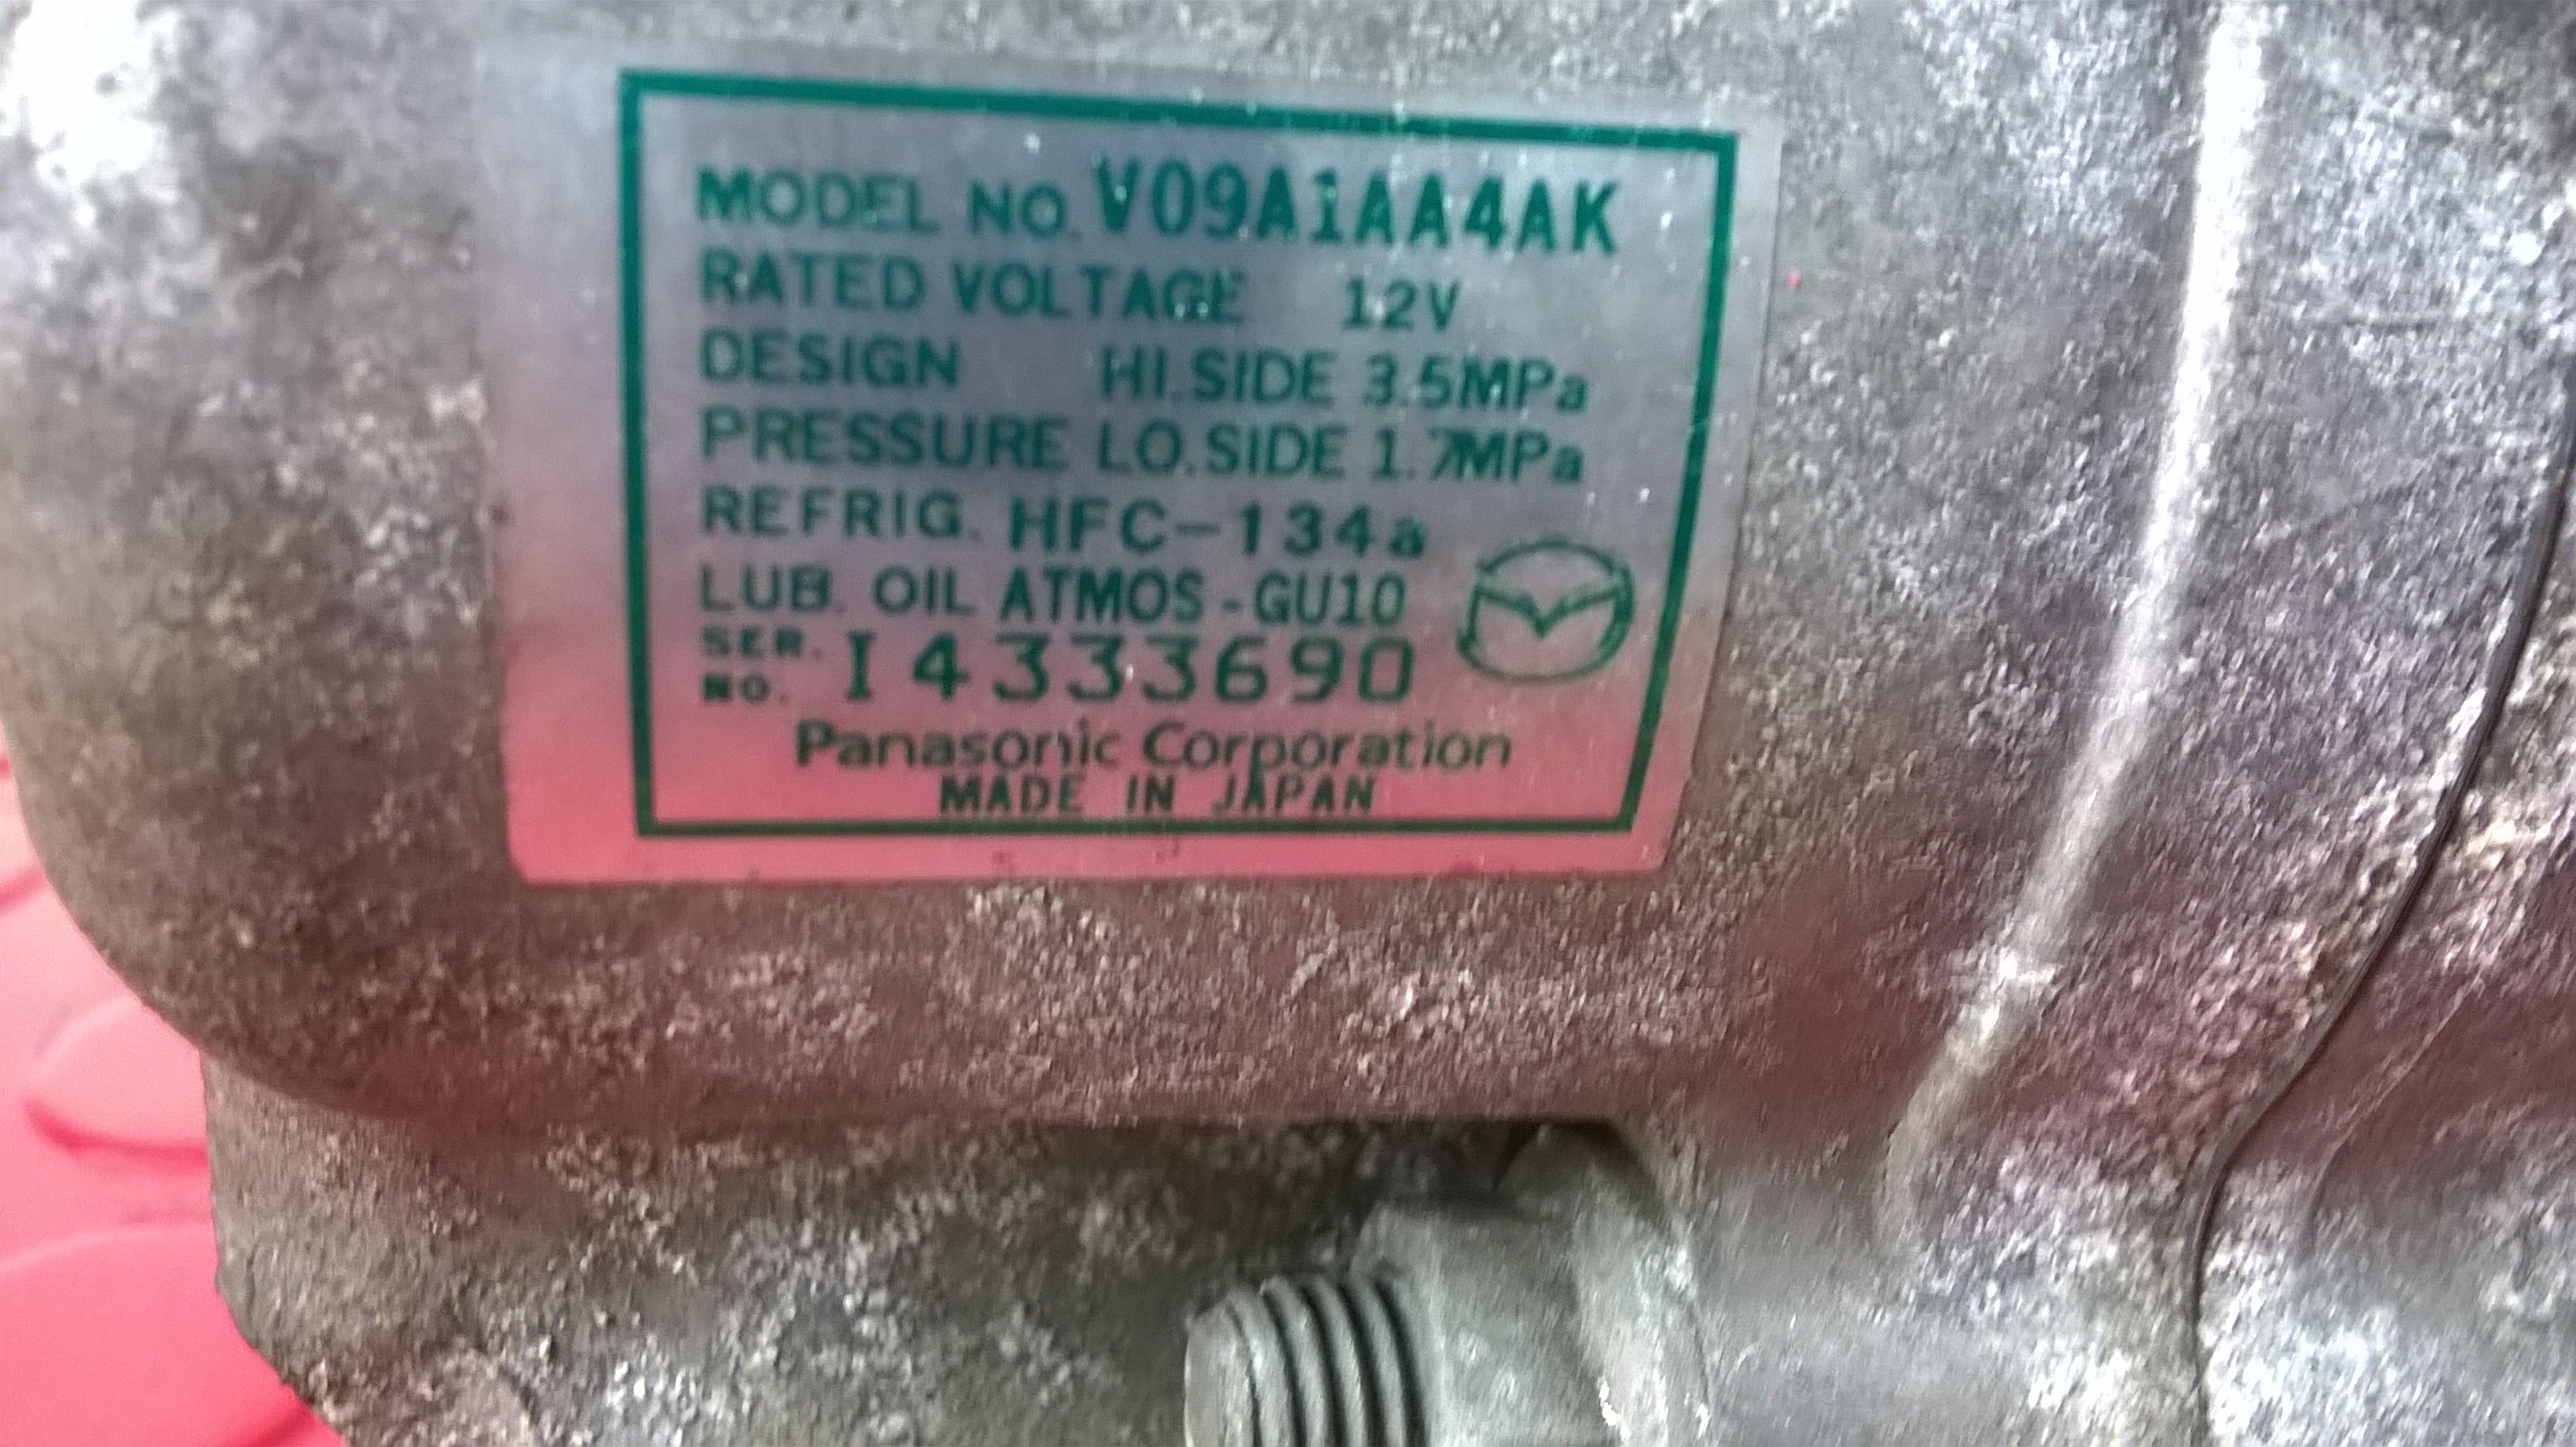 MODEL NO. V09A1AA4AK
RATED VOLTAGE 12V
DESIGN HI.SIDE 3.5MPa
PRESSURE LO.SIDE 1.7MPa
REFRIG. HFC-134a
LUB. OIL ATMOS-GU10
SER. NO. I4333690
Panasonic Corporation
MADE IN JAPAN